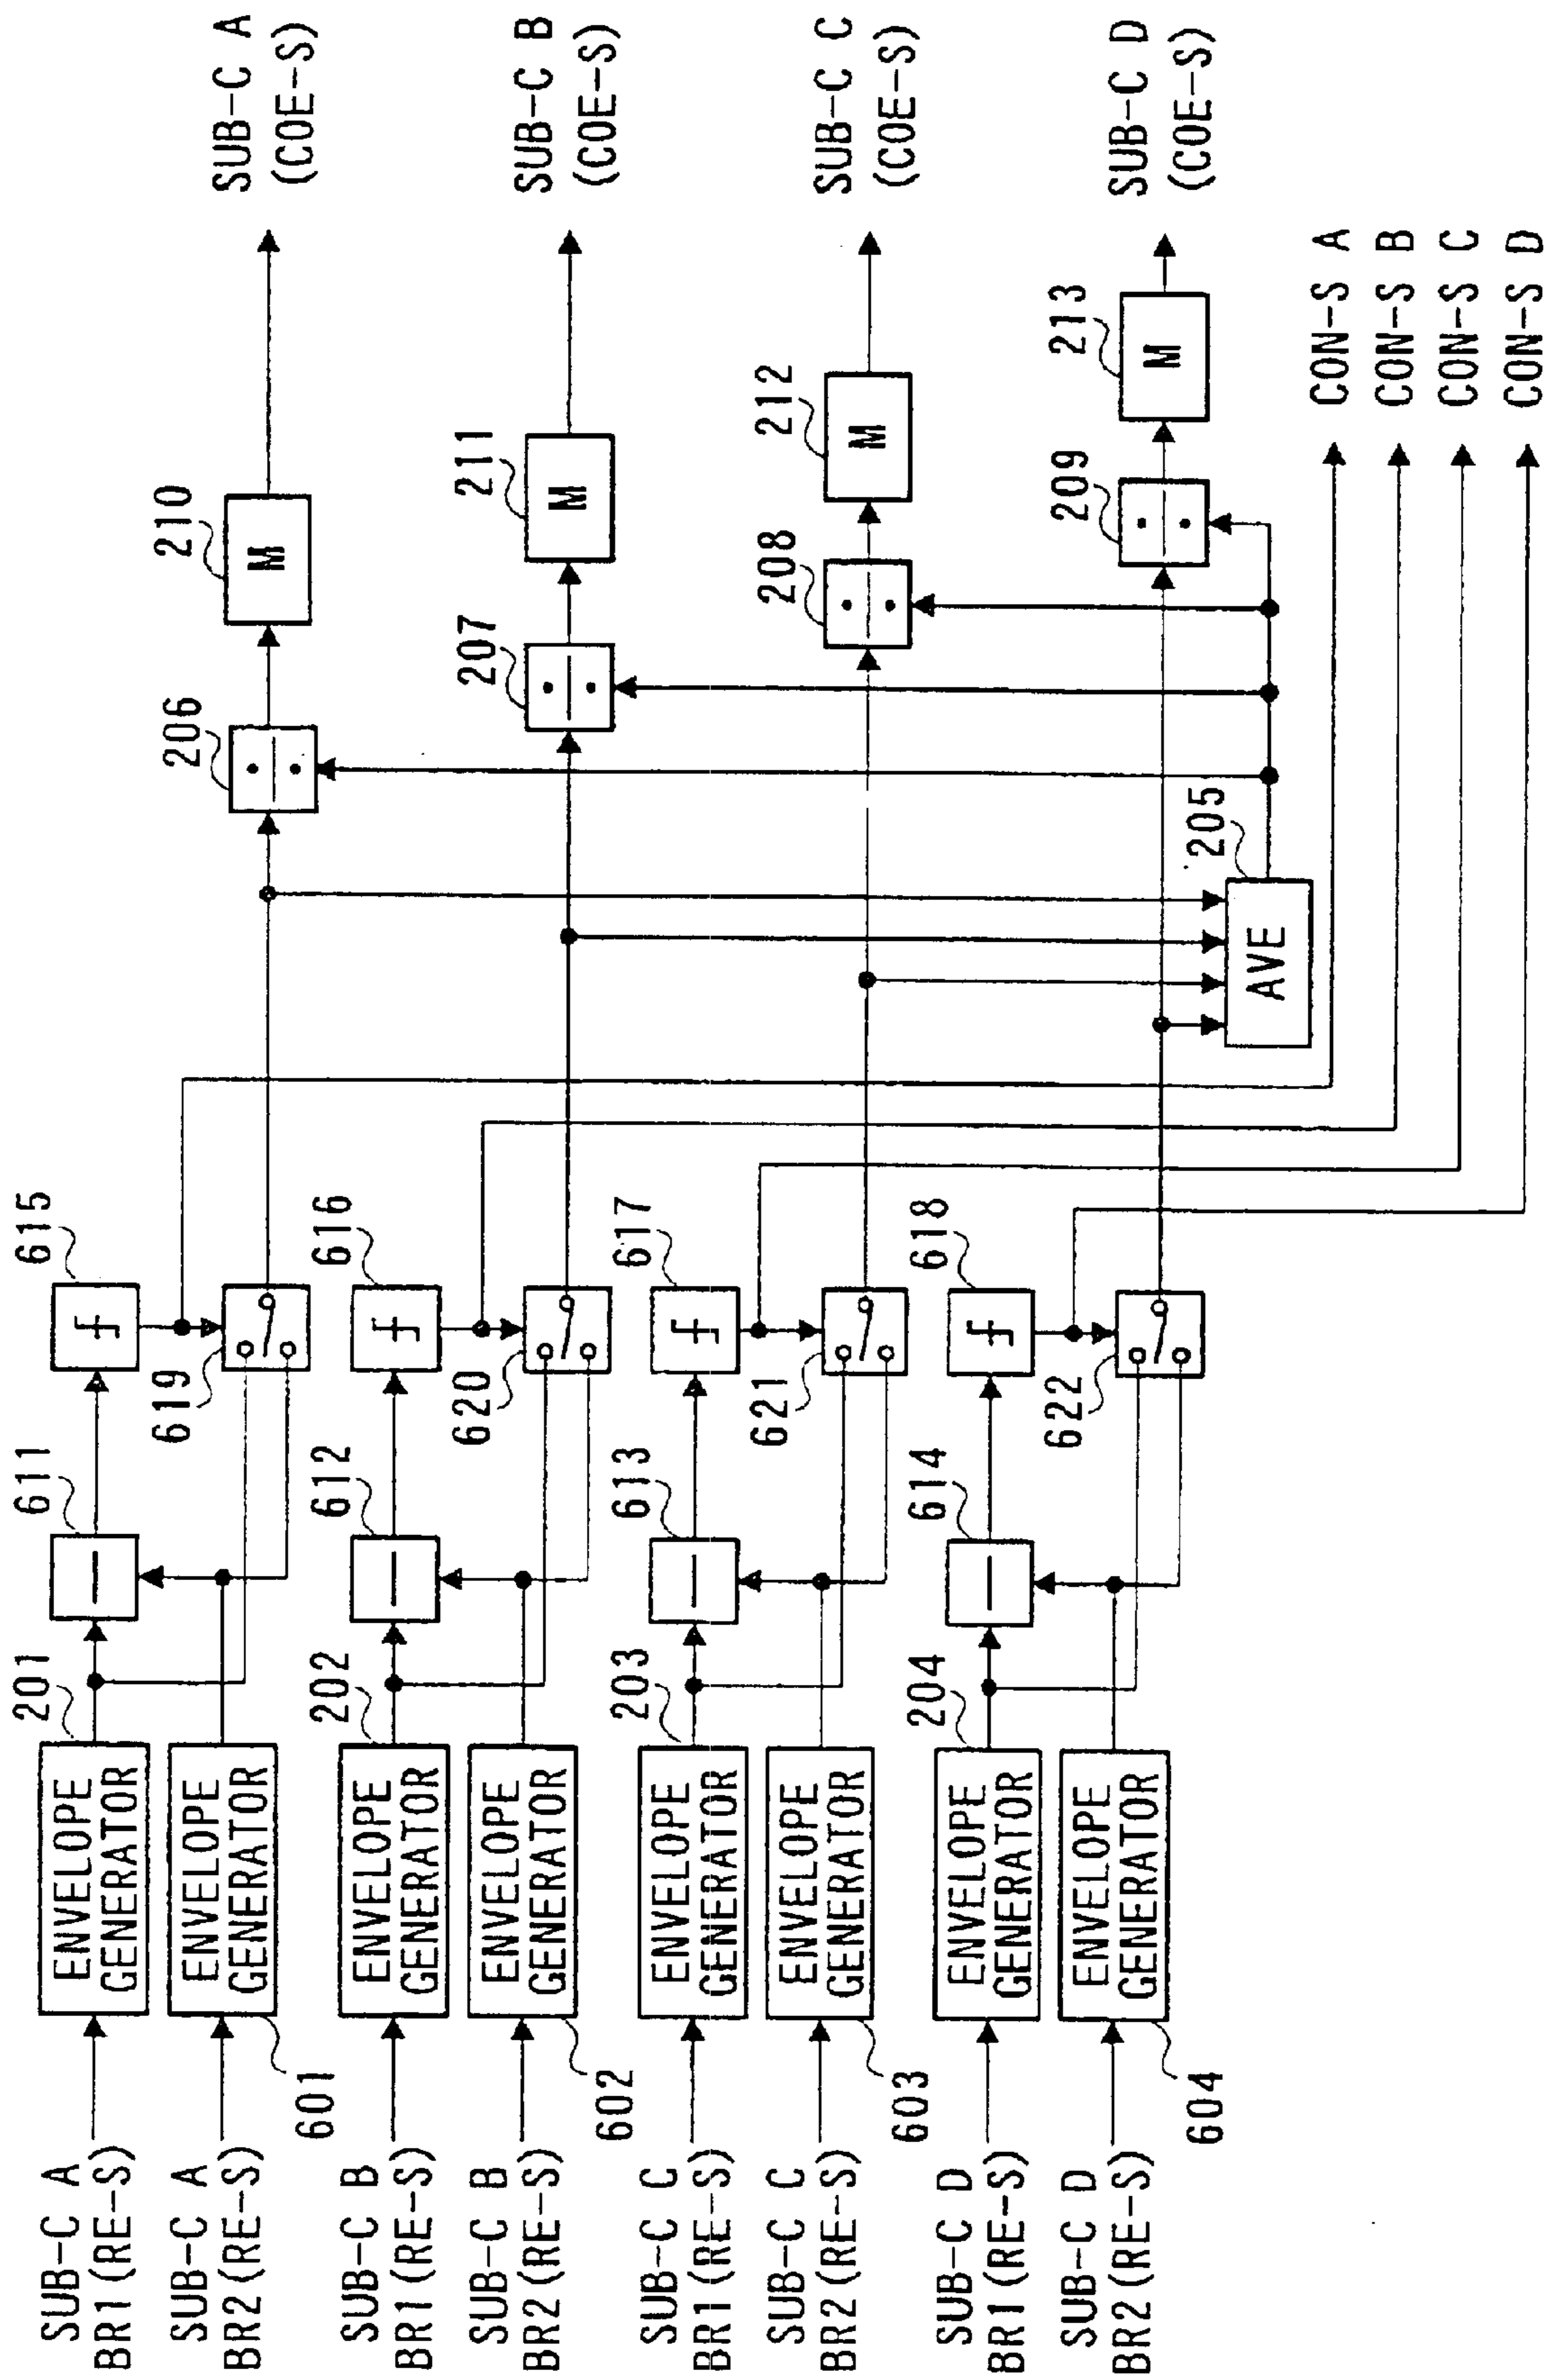 SUB-C A
BR1(RE-S)
SUB-C A
BR2(RE-S)
SUB-C B
BR1(RE-S)
SUB-C B
BR2(RE-S)
SUB-C C
BR1(RE-S)
SUB-C C
BR2(RE-S)
SUB-C D
BR1(RE-S)
SUB-C D
BR2(RE-S)
601
602
603
604
ENVELOPE
GENERATOR
ENVELOPE
GENERATOR
ENVELOPE
GENERATOR
ENVELOPE
GENERATOR
ENVELOPE
GENERATOR
ENVELOPE
GENERATOR
ENVELOPE
GENERATOR
ENVELOPE
GENERATOR
201
202
203
204
611
612
613
614
619
620
621
622
615
616
617
618
AVE
205
206
207
208
209
210
M
211
M
212
M
213
M
SUB-C A
(COE-S)
SUB-C B
(COE-S)
SUB-C C
(COE-S)
SUB-C D
(COE-S)
CON-S A
CON-S B
CON-S C
CON-S D